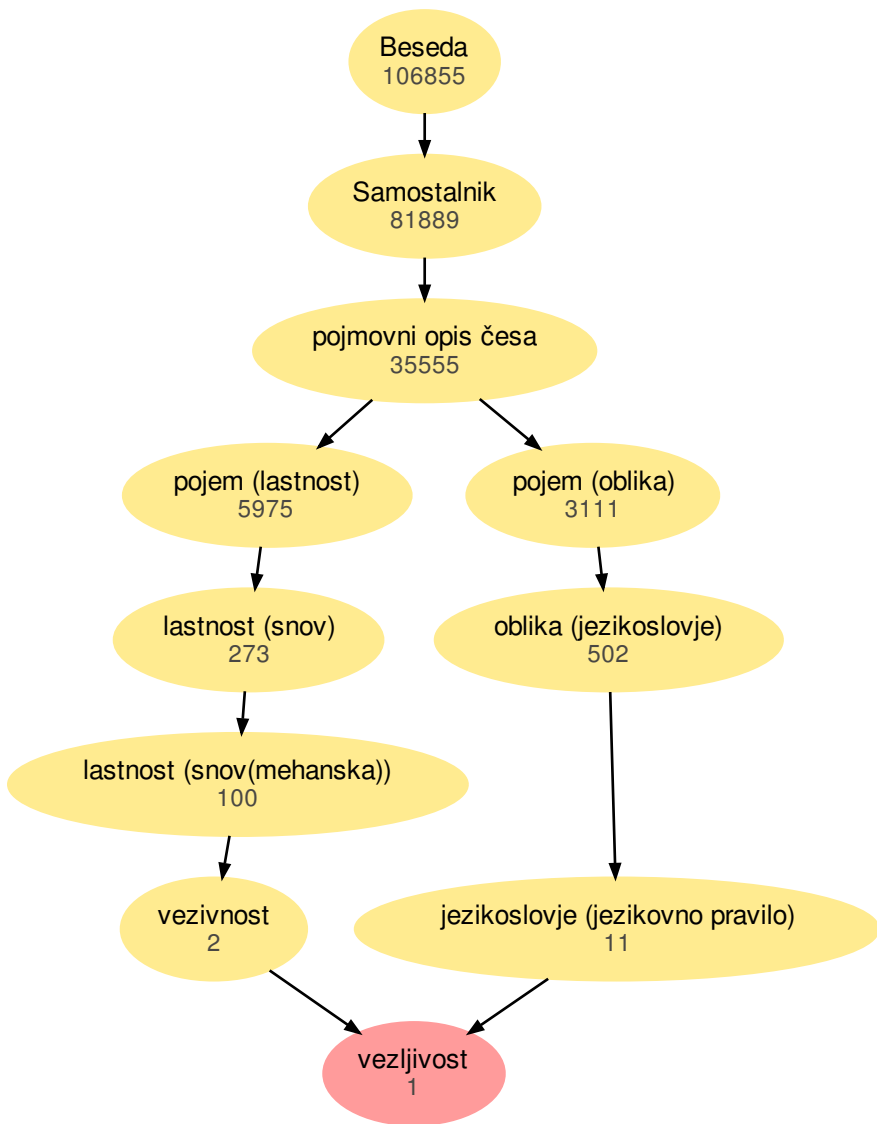 Beseda
106855
Samostalnik
81889
pojmovni opis česa
35555
pojem (lastnost)
5975
pojem (oblika)
3111
lastnost (snov)
273
oblika (jezikoslovje)
502
lastnost (snov(mehanska))
100
vezivnost
2
jezikoslovje (jezikovno pravilo)
11
vezljivost
1